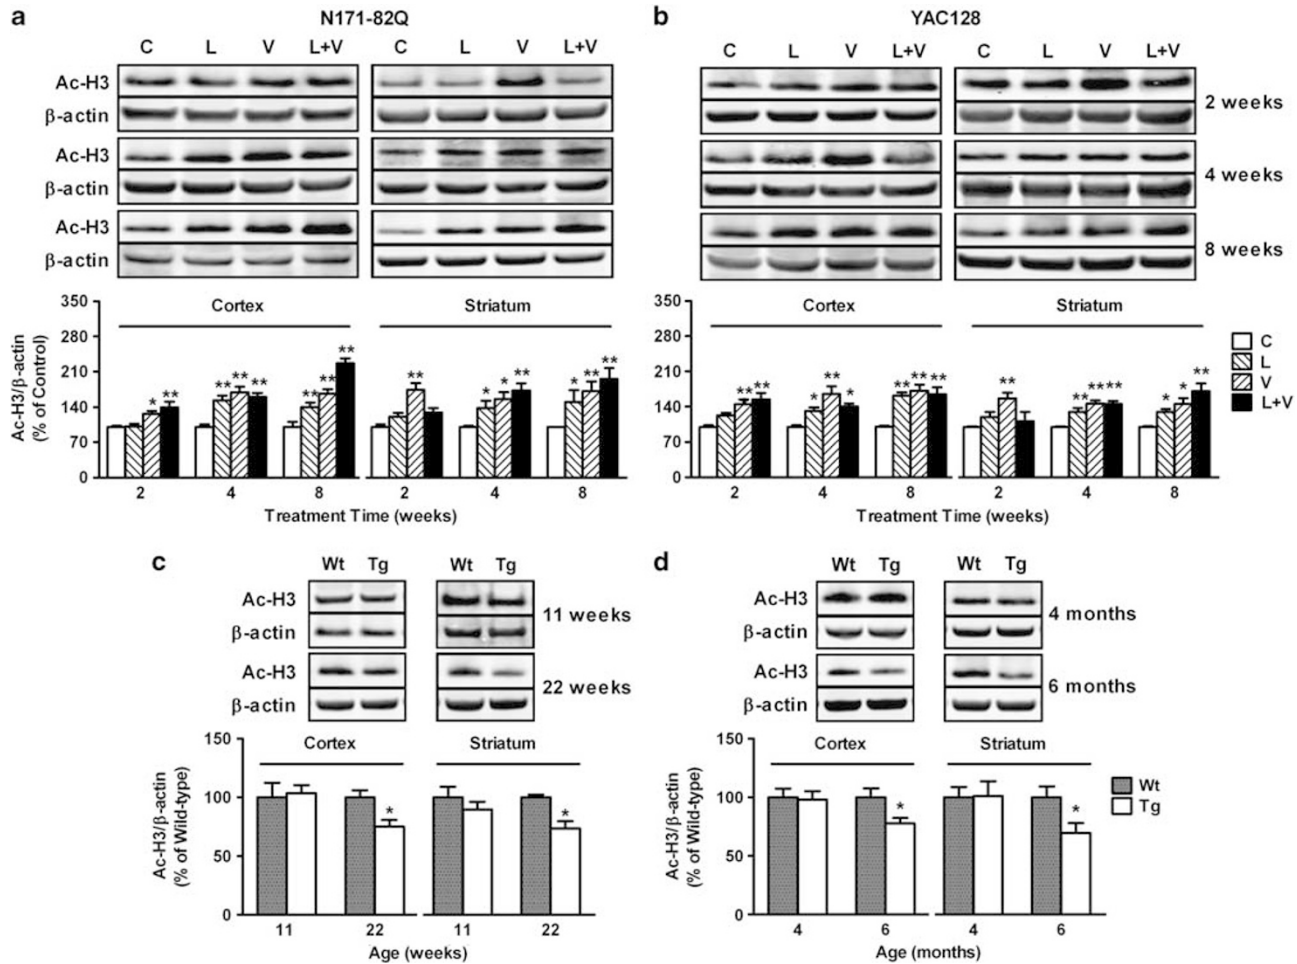 a
N171-82Q
C L V L+V C L V L+V
Ac-H3
β-actin
Ac-H3
β-actin
Ac-H3
β-actin
b
YAC128
C L V L+V C L V L+V
2 weeks
4 weeks
8 weeks
350
280
210
140
70
0
Ac-H3/β-actin
(% of Control)
Cortex Striatum
* ** ** ** ** ** ** ** ** * * ** * ** **
2 4 8 2 4 8
Treatment Time (weeks)
350
280
210
140
70
0
Cortex Striatum
** ** * ** * ** ** ** ** ** ** ** * * **
2 4 8 2 4 8
Treatment Time (weeks)
C
L
V
L+V
c
Wt Tg Wt Tg
Ac-H3
β-actin
11 weeks
Ac-H3
β-actin
22 weeks
150
100
50
0
Ac-H3/β-actin
(% of Wild-type)
Cortex Striatum
* *
11 22 11 22
Age (weeks)
d
Wt Tg Wt Tg
Ac-H3
β-actin
4 months
Ac-H3
β-actin
6 months
150
100
50
0
Ac-H3/β-actin
(% of Wild-type)
Cortex Striatum
* *
4 6 4 6
Age (months)
Wt
Tg